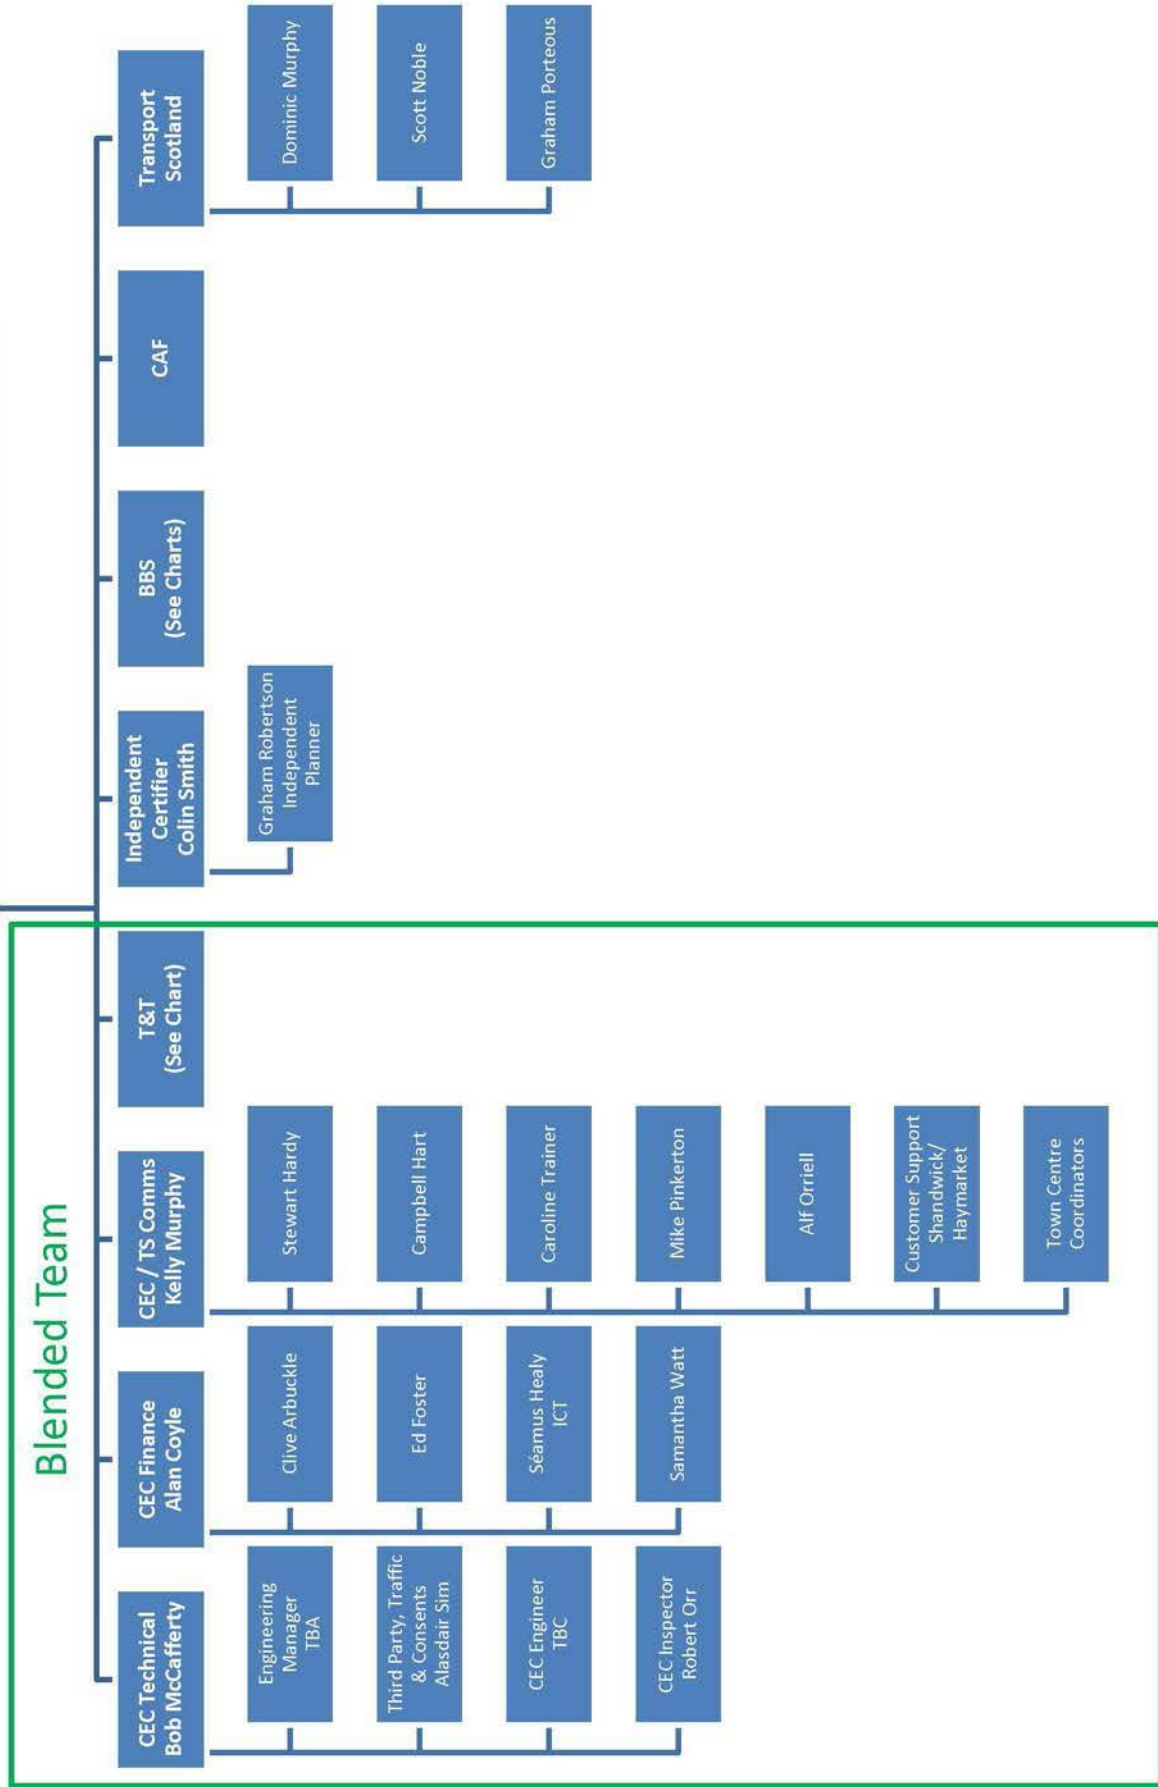 Blended Team
CEC Technical
Bob McCafferty
Engineering
Manager
TBA
Third Party, Traffic
& Consents
Alasdair Sim
CEC Engineer
TBC
CEC Inspector
Robert Orr
CEC Finance
Alan Coyle
Clive Arbuckle
Ed Foster
Séamus Healy
ICT
Samantha Watt
CEC / TS Comms
Kelly Murphy
Stewart Hardy
Campbell Hart
Caroline Trainer
Mike Pinkerton
Alf Orriell
Customer Support
Shandwick/
Haymarket
Town Centre
Coordinators
T&T
(See Chart)
Independent
Certifier
Colin Smith
Graham Robertson
Independent
Planner
BBS
(See Charts)
CAF
Transport
Scotland
Dominic Murphy
Scott Noble
Graham Porteous